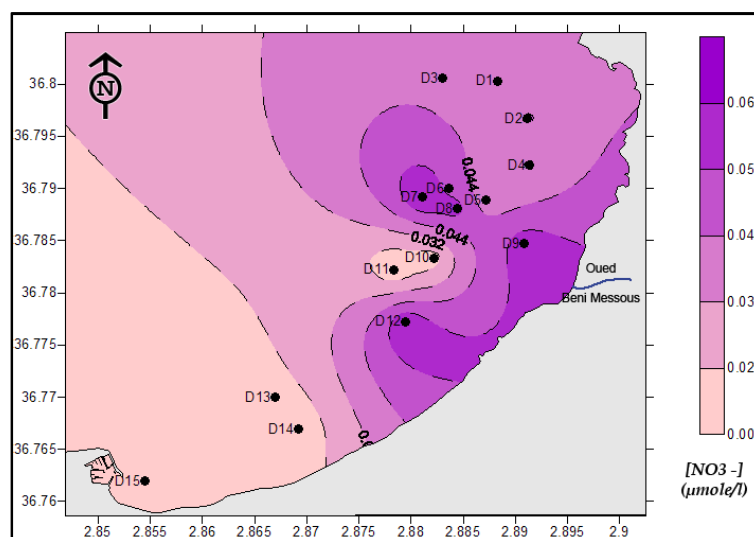 N
36.8
36.795
36.79
36.785
36.78
36.775
36.77
36.765
36.76
D3
D1
D2
D4
0.044
D6
D7
D5
D8
0.044
0.032
D9
D10
D11
Oued
Beni Messous
D12
D13
D14
D15
2.85
2.855
2.86
2.865
2.87
2.875
2.88
2.885
2.89
2.895
2.9
0.06
0.05
0.04
0.03
0.02
0.00
[NO3 -]
(µmole/l)